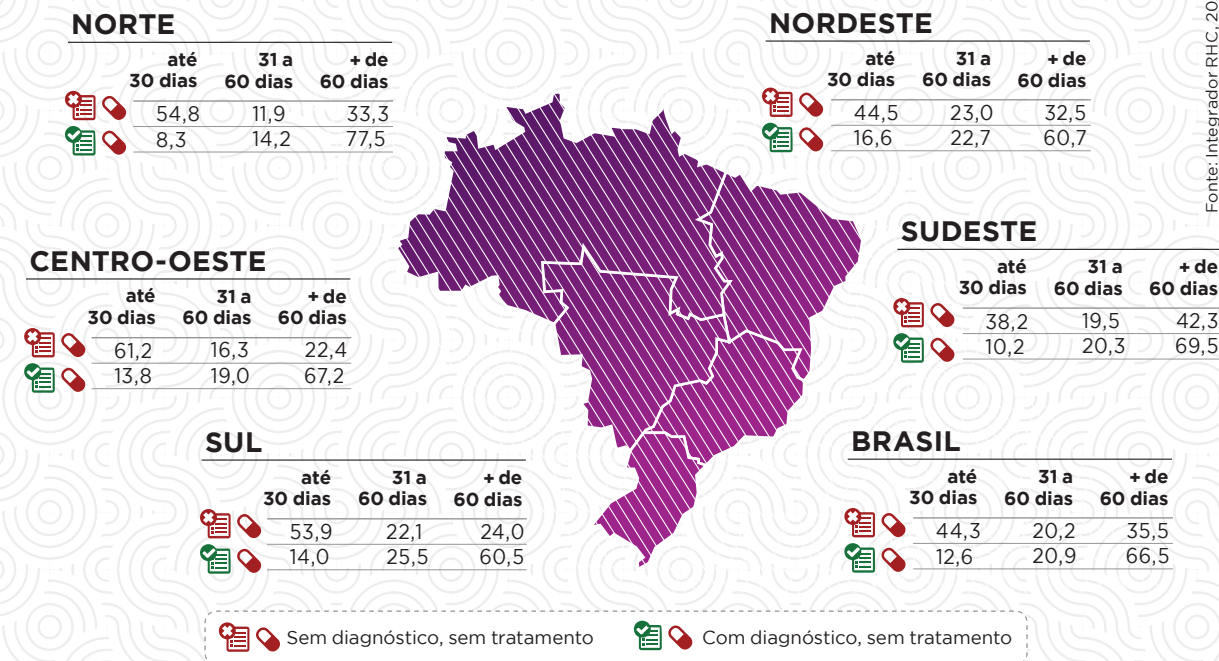 NORTE
até 31 a + de
30 dias 60 dias 60 dias
54,8 11,9 33,3
8,3 14,2 77,5
NORDESTE
até 31 a + de
30 dias 60 dias 60 dias
44,5 23,0 32,5
16,6 22,7 60,7
Fonte: Integrador RHC,
CENTRO-OESTE
até 31 a + de
30 dias 60 dias 60 dias
61,2 16,3 22,4
13,8 19,0 67,2
SUDESTE
até 31 a + de
30 dias 60 dias 60 dias
38,2 19,5 42,3
10,2 20,3 69,5
SUL
até 31 a + de
30 dias 60 dias 60 dias
53,9 22,1 24,0
14,0 25,5 60,5
BRASIL
até 31 a + de
30 dias 60 dias 60 dias
44,3 20,2 35,5
12,6 20,9 66,5
Sem diagnóstico, sem tratamento
Com diagnóstico, sem tratamento